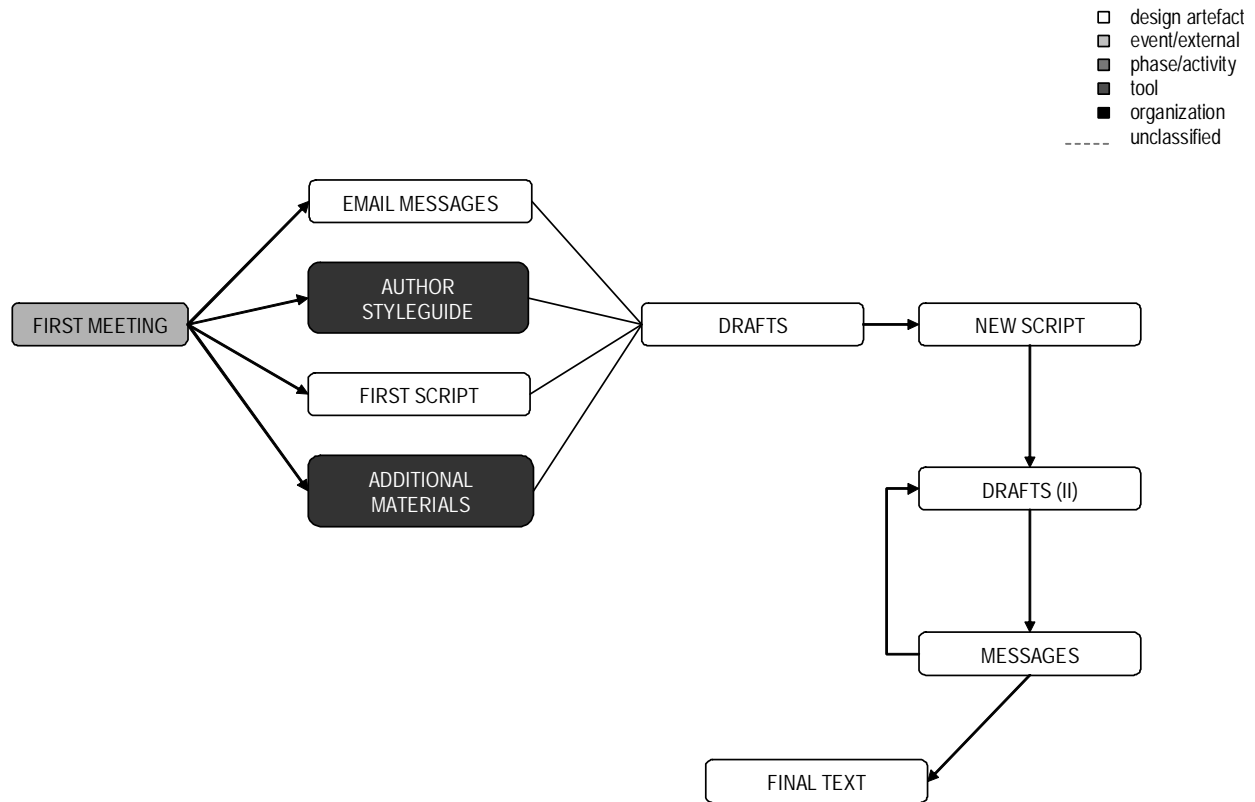 design artefact
event/external
phase/activity
tool
organization
unclassified
EMAIL MESSAGES
AUTHOR
STYLEGUIDE
FIRST MEETING
DRAFTS
NEW SCRIPT
FIRST SCRIPT
ADDITIONAL
MATERIALS
DRAFTS (II)
MESSAGES
FINAL TEXT